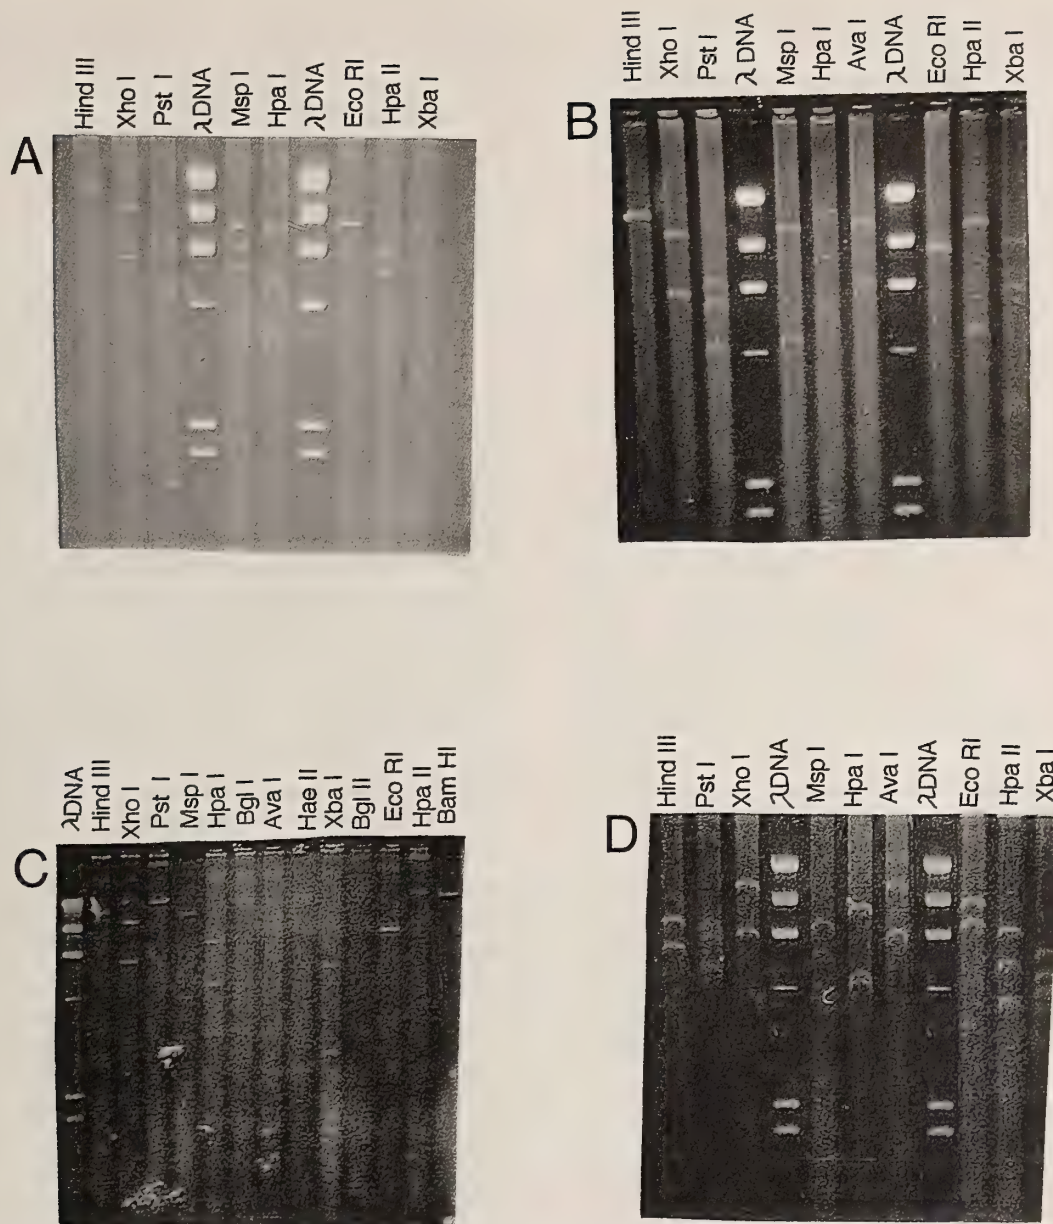 A
Hind III
Xho I
Pst I
λDNA
Msp I
Hpa I
λDNA
Eco RI
Hpa II
Xba I
B
Hind III
Xho I
Pst I
λDNA
Msp I
Hpa I
Ava I
λDNA
Eco RI
Hpa II
Xba I
C
λDNA
Hind III
Xho I
Pst I
Msp I
Hpa I
Bgl I
Ava I
Hae II
Xba I
Bgl II
Eco RI
Hpa II
Bam HI
D
Hind III
Pst I
Xho I
λDNA
Msp I
Hpa I
Ava I
λDNA
Eco RI
Hpa II
Xba I